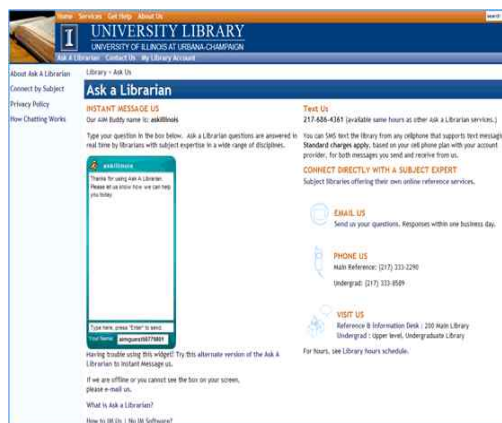 Home Services Get Help About Us
search
I UNIVERSITY LIBRARY
UNIVERSITY OF ILLINOIS AT URBANA-CHAMPAIGN
Ask A Librarian Contact Us My Library Account
About Ask A Librarian
Connect by Subject
Privacy Policy
How Chatting Works
Library > Ask Us
Ask a Librarian
INSTANT MESSAGE US
Our AIM Buddy name is: askillinois
Type your question in the box below. Ask a Librarian questions are answered in
real time by librarians with subject expertise in a wide range of disciplines.
askillinois
Thanks for using Ask A Librarian.
Please let us know how we can help
you today.
Type here, press "Enter" to send.
Your Name:
Having trouble using this widget? Try this alternate version of the Ask A
Librarian to Instant Message us.
If we are offline or you cannot see the box on your screen,
please e-mail us.
What is Ask a Librarian?
How to IM Us | No IM Software?
Text Us
217-686-4361 (available same hours as other Ask a Librarian services.)
You can SMS text the library from any cellphone that supports text messagin
Standard charges apply, based on your cell phone plan with your account
provider, for both messages you send and receive from us.
CONNECT DIRECTLY WITH A SUBJECT EXPERT
Subject libraries offering their own online reference services.
EMAIL US
Send us your questions. Responses within one business day.
PHONE US
Main Reference: (217) 333-2290
Undergrad: (217) 333-8589
VISIT US
Reference & Information Desk : 200 Main Library
Undergrad : Upper level, Undergraduate Library
For hours, see Library hours schedule.